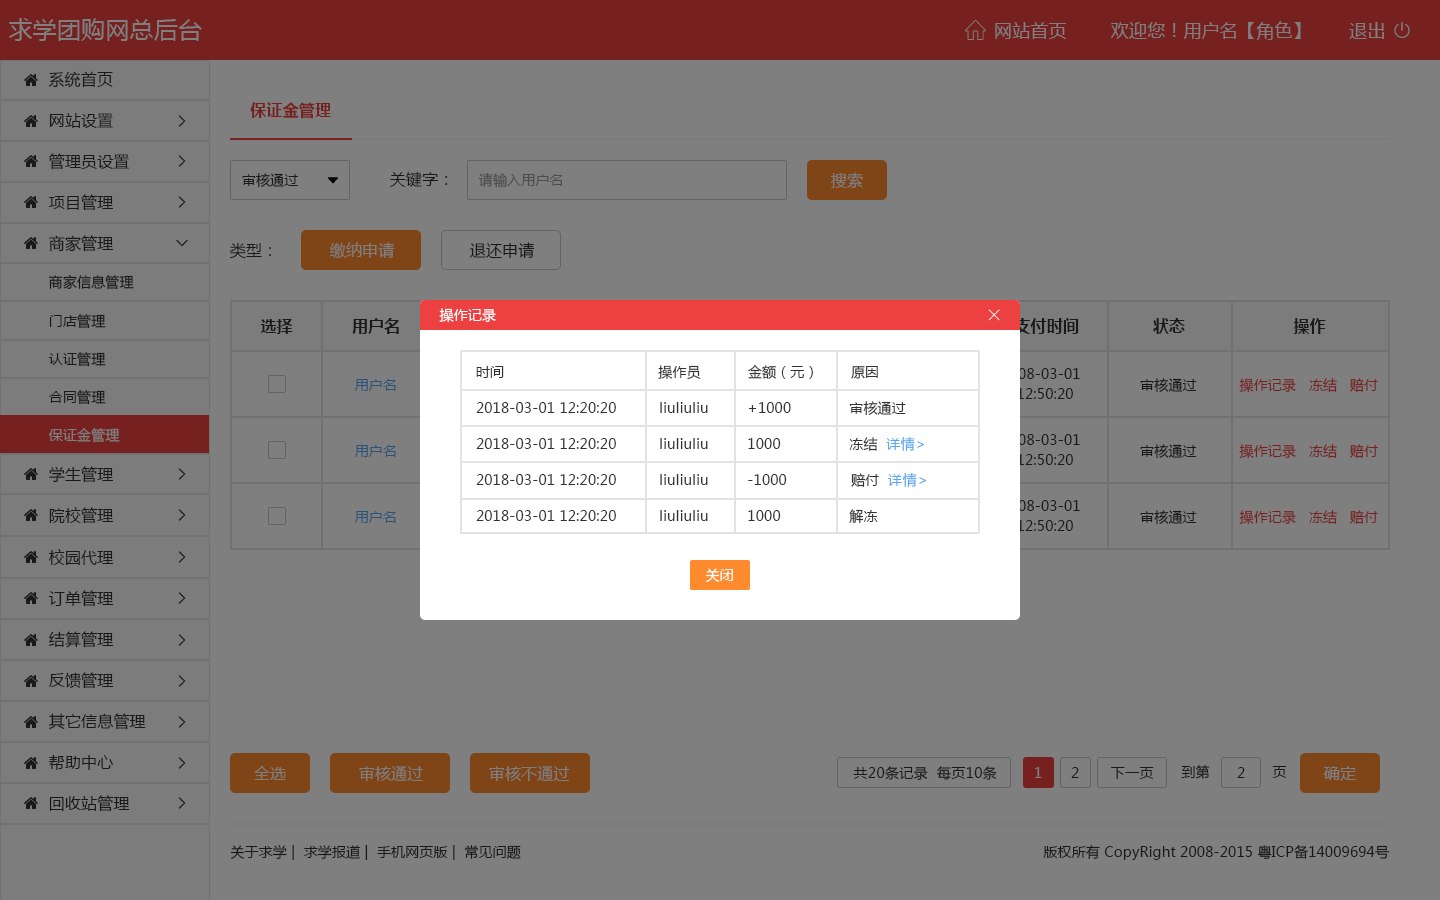 求学团购网总后台
网站首页 欢迎您！用户名【角色】 退出
系统首页
网站设置
管理员设置
项目管理
商家管理
商家信息管理
门店管理
认证管理
合同管理
保证金管理
学生管理
院校管理
校园代理
订单管理
结算管理
反馈管理
其它信息管理
帮助中心
回收站管理
保证金管理
审核通过 关键字： 请输入用户名 搜索
类型： 缴纳申请 退还申请
选择 用户名 支付时间 状态 操作
用户名 08-03-01 12:50:20 审核通过 操作记录 冻结 赔付
用户名 08-03-01 12:50:20 审核通过 操作记录 冻结 赔付
用户名 08-03-01 12:50:20 审核通过 操作记录 冻结 赔付
操作记录
时间 操作员 金额（元） 原因
2018-03-01 12:20:20 liuliuliu +1000 审核通过
2018-03-01 12:20:20 liuliuliu 1000 冻结 详情>
2018-03-01 12:20:20 liuliuliu -1000 赔付 详情>
2018-03-01 12:20:20 liuliuliu 1000 解冻
关闭
全选 审核通过 审核不通过 共20条记录 每页10条 1 2 下一页 到第 2 页 确定
关于求学 | 求学报道 | 手机网页版 | 常见问题 版权所有 CopyRight 2008-2015 粤ICP备14009694号